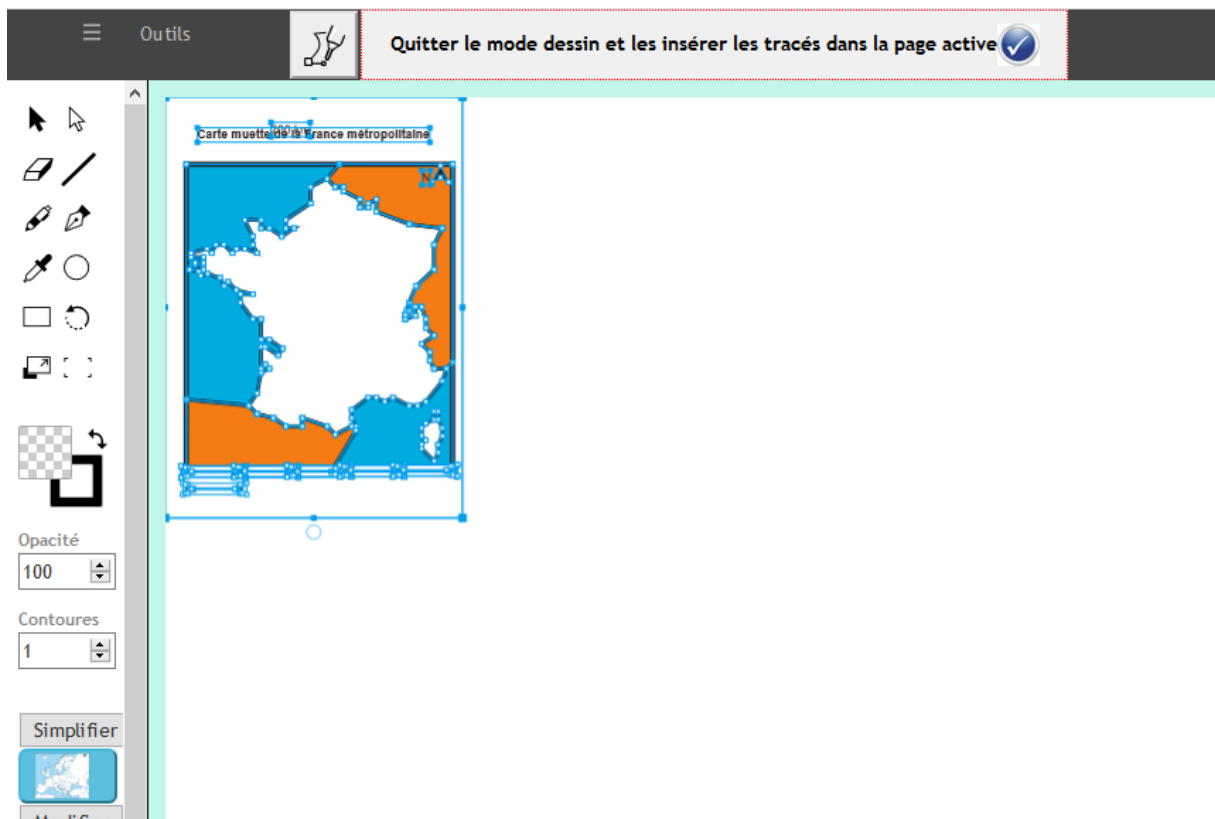 ☰ Outils
Quitter le mode dessin et les insérer les tracés dans la page active
Carte muette de la France métropolitaine
N
Opacité
100
Contoures
1
Simplifier